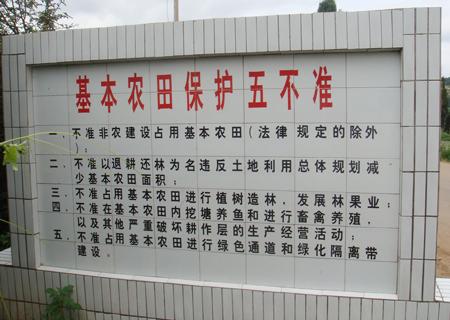 基本农田保护五不准
一．不准非农建设占用基本农田（法律规定的除外
）；
二．不准以退耕还林为名违反土地利用总体规划减
少基本农田面积；
三．不准占用基本农田进行植树造林．发展林果业；
四．不准在基本农田内挖塘养鱼和进行畜禽养殖．
以及其他严重破坏耕作层的生产经营活动；
五．不准占用基本农田进行绿色通道和绿化隔离带
建设。